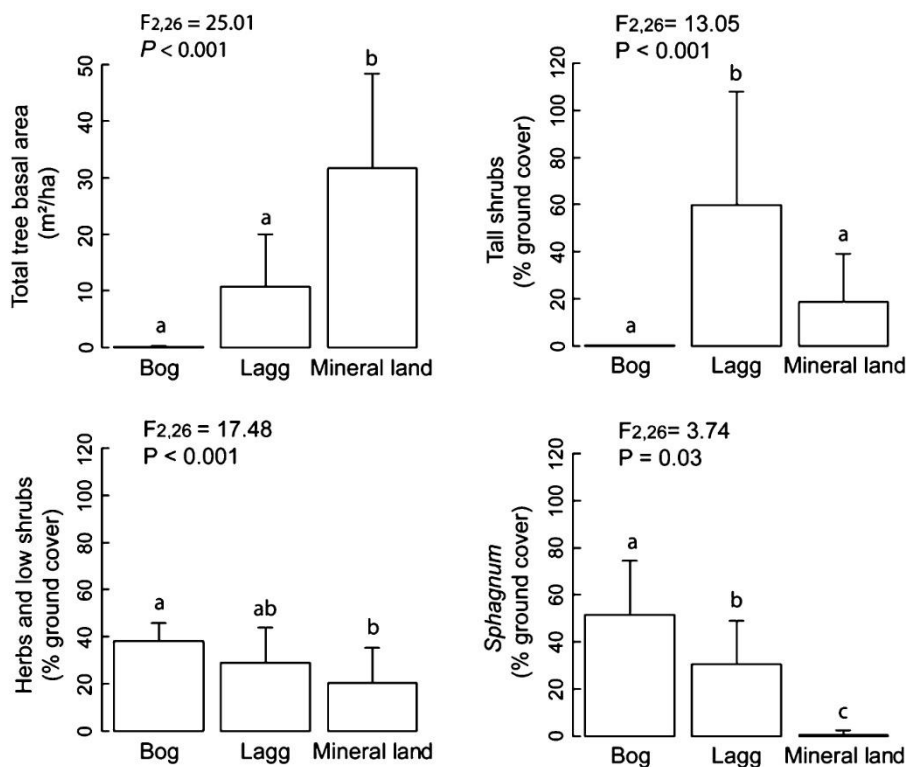 F2,26 = 25.01
P < 0.001
Total tree basal area
(m²/ha)
50
40
30
20
10
0
a
a
b
Bog Lagg Mineral land
F2,26= 13.05
P < 0.001
Tall shrubs
(% ground cover)
120
100
80
60
40
20
0
a
b
a
Bog Lagg Mineral land
F2,26 = 17.48
P < 0.001
Herbs and low shrubs
(% ground cover)
120
100
80
60
40
20
0
a
ab
b
Bog Lagg Mineral land
F2,26= 3.74
P = 0.03
Sphagnum
(% ground cover)
120
100
80
60
40
20
0
a
b
c
Bog Lagg Mineral land